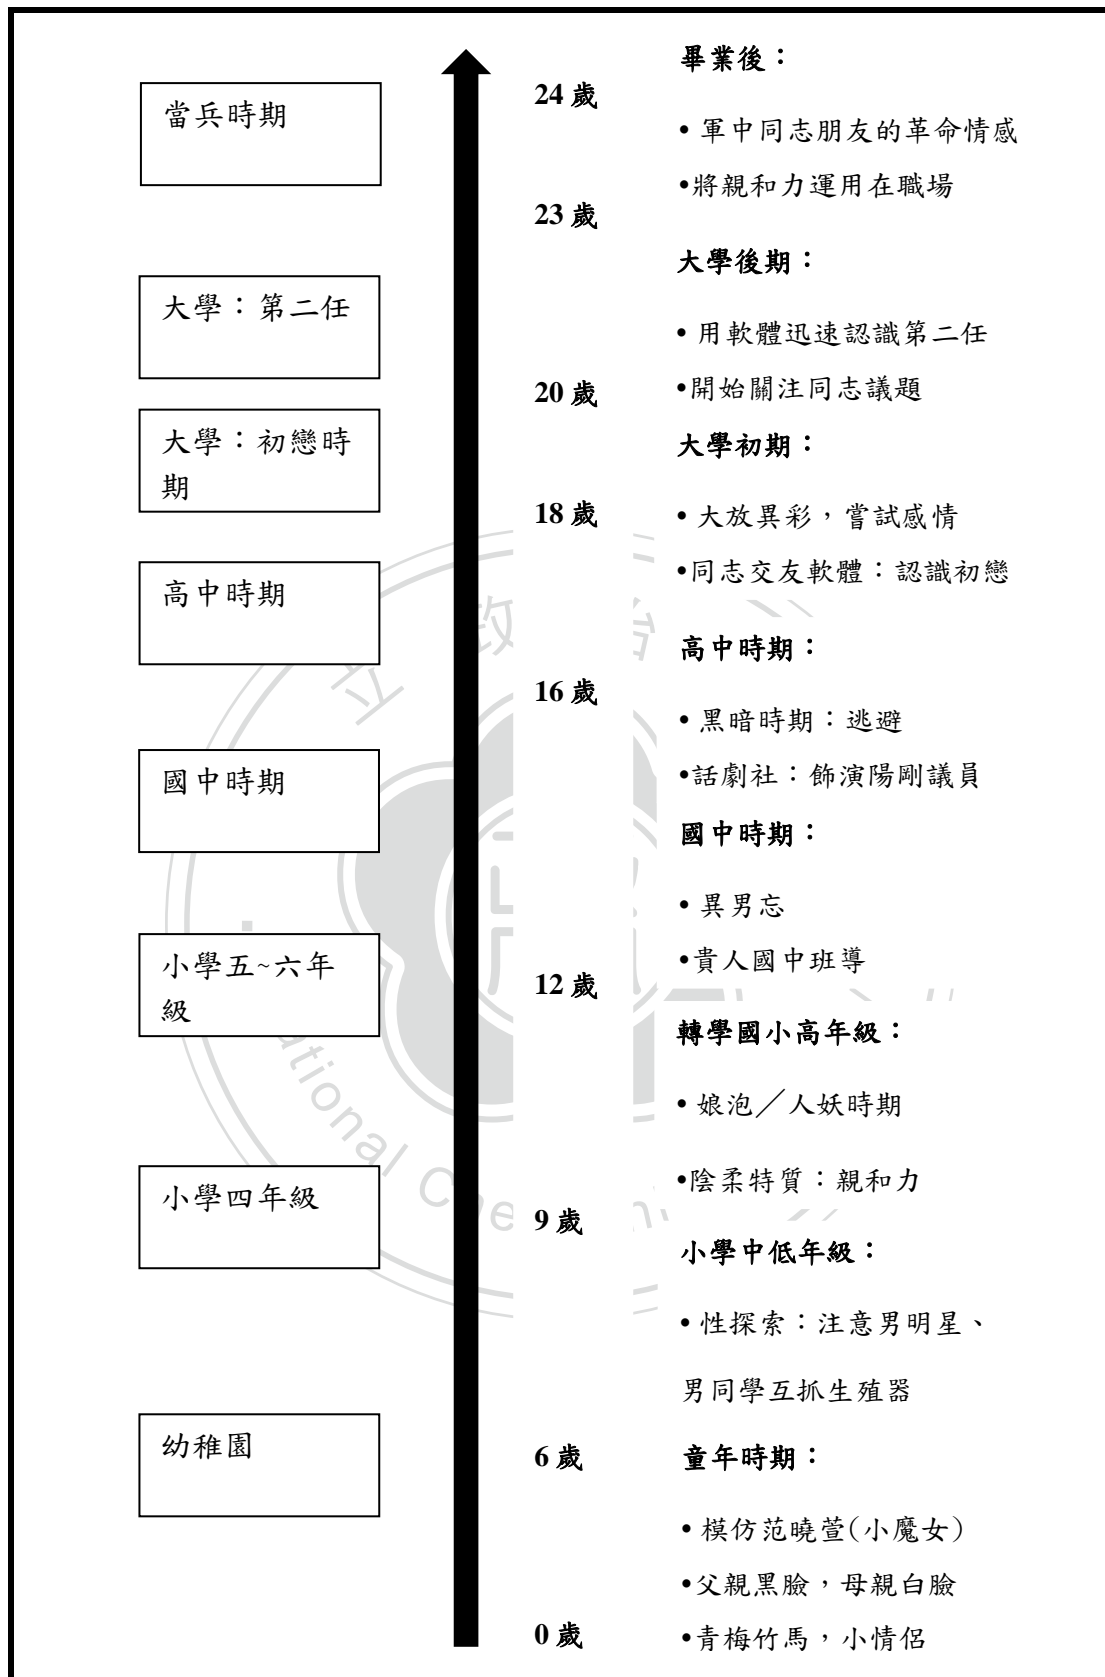 當兵時期
大學：第二任
大學：初戀時
期
高中時期
國中時期
小學五~六年
級
小學四年級
幼稚園
24 歲
23 歲
20 歲
18 歲
16 歲
12 歲
9 歲
6 歲
0 歲
畢業後：
• 軍中同志朋友的革命情感
•將親和力運用在職場
大學後期：
• 用軟體迅速認識第二任
•開始關注同志議題
大學初期：
• 大放異彩，嘗試感情
•同志交友軟體：認識初戀
高中時期：
• 黑暗時期：逃避
•話劇社：飾演陽剛議員
國中時期：
• 異男忘
•貴人國中班導
轉學國小高年級：
• 娘泡／人妖時期
•陰柔特質：親和力
小學中低年級：
• 性探索：注意男明星、
男同學互抓生殖器
童年時期：
• 模仿范曉萱(小魔女)
•父親黑臉，母親白臉
•青梅竹馬，小情侶
立 政
ational Che